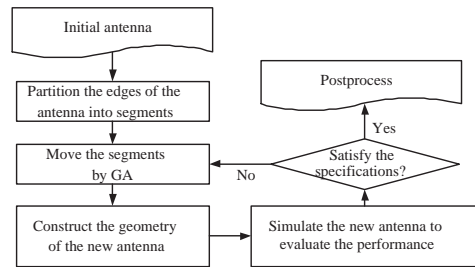 Initial antenna
Partition the edges of the
antenna into segments
Move the segments
by GA
Construct the geometry
of the new antenna
Simulate the new antenna to
evaluate the performance
Satisfy the
specifications?
No
Yes
Postprocess